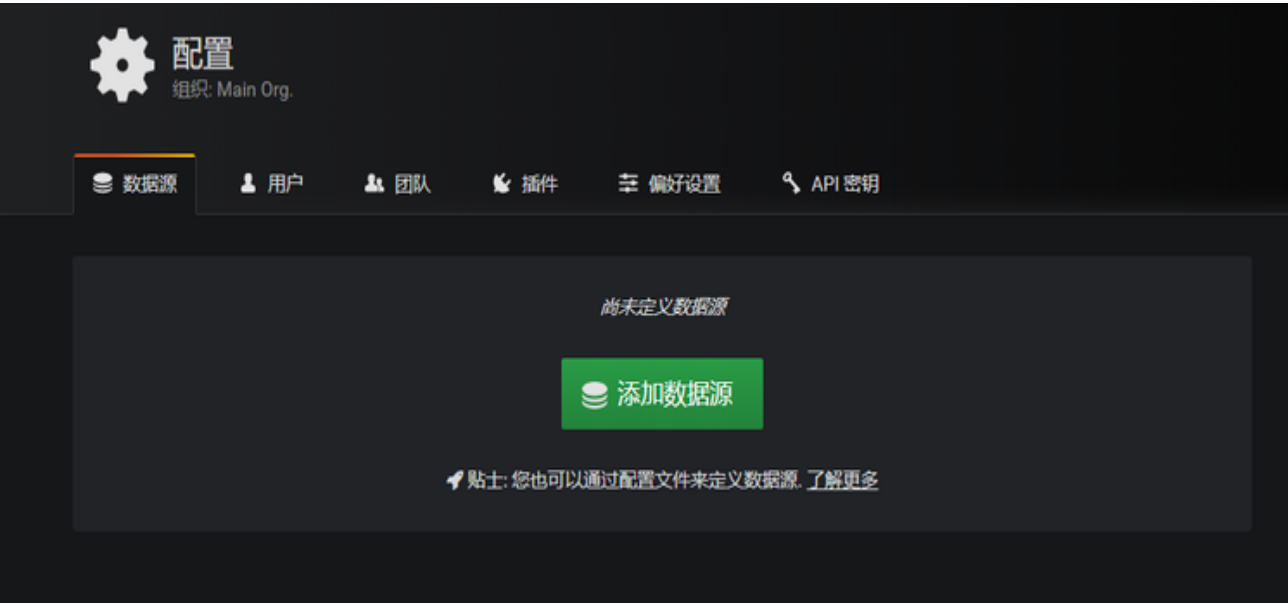 配置
组织: Main Org.
数据源 用户 团队 插件 偏好设置 API 密钥
尚未定义数据源
添加数据源
贴士: 您也可以通过配置文件来定义数据源. 了解更多